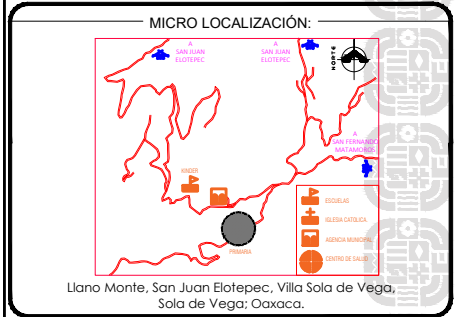 MICRO LOCALIZACIÓN:
A
SAN JUAN
ELOTEPEC
A
SAN JUAN
ELOTEPEC
NORTE
A
SAN FERNANDO
MATAMOROS
KINDER
PRIMARIA
ESCUELAS
IGLESIA CATOLICA
AGENCIA MUNICIPAL
CENTRO DE SALUD
Llano Monte, San Juan Elotepec, Villa Sola de Vega,
Sola de Vega; Oaxaca.